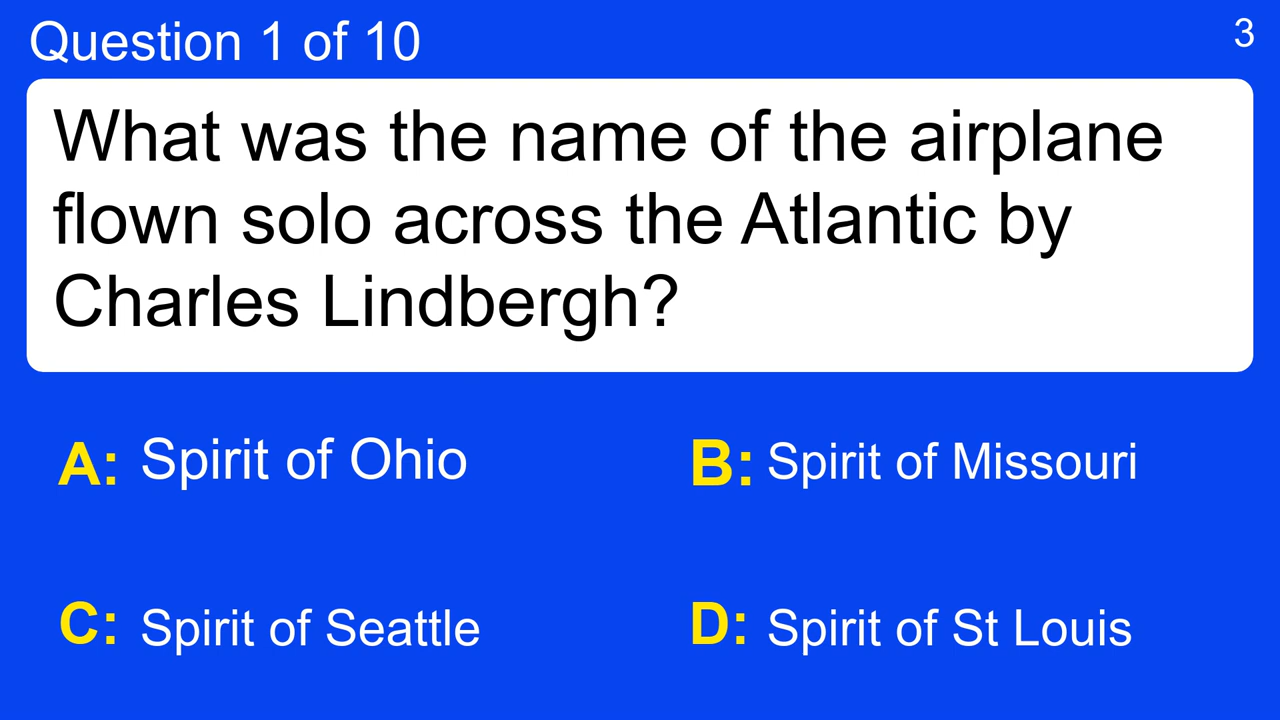 Question 1 of 10
3
What was the name of the airplane
flown solo across the Atlantic by
Charles Lindbergh?
A: Spirit of Ohio
B: Spirit of Missouri
C: Spirit of Seattle
D: Spirit of St Louis